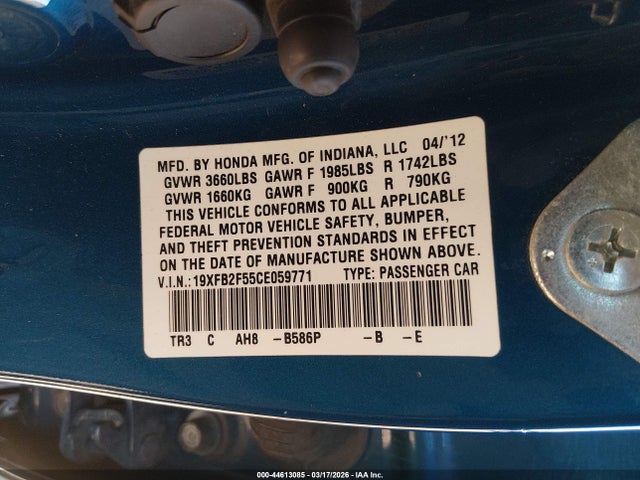 MFD. BY HONDA MFG. OF INDIANA, LLC 04/'12
GVWR 3660LBS GAWR F 1985LBS R 1742LBS
GVWR 1660KG GAWR F 900KG R 790KG
THIS VEHICLE CONFORMS TO ALL APPLICABLE
FEDERAL MOTOR VEHICLE SAFETY, BUMPER,
AND THEFT PREVENTION STANDARDS IN EFFECT
ON THE DATE OF MANUFACTURE SHOWN ABOVE.
V.I.N.:19XFB2F55CE059771 TYPE: PASSENGER CAR
TR3 C AH8 -B586P -B -E
000-44613085 - 03/17/2026 - IAA Inc.